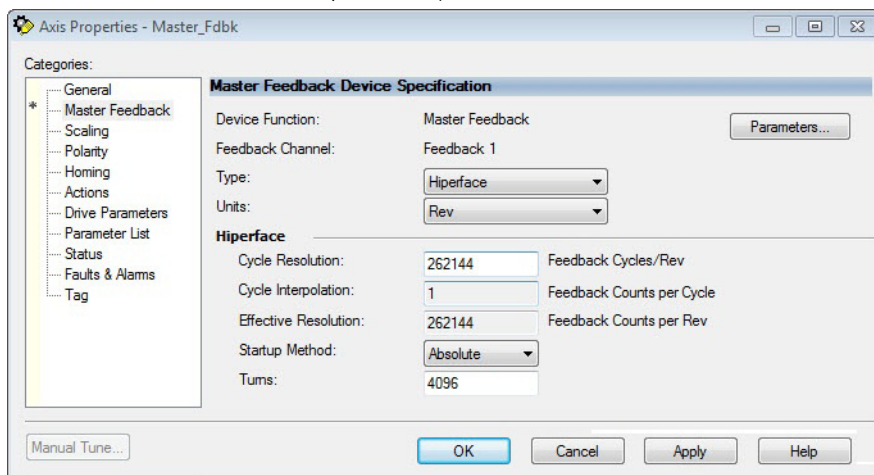 Axis Properties - Master_Fdbk
Categories:
General
* Master Feedback
Scaling
Polarity
Homing
Actions
Drive Parameters
Parameter List
Status
Faults & Alarms
Tag
Master Feedback Device Specification
Device Function: Master Feedback Parameters...
Feedback Channel: Feedback 1
Type: Hiperface
Units: Rev
Hiperface
Cycle Resolution: 262144 Feedback Cycles/Rev
Cycle Interpolation: 1 Feedback Counts per Cycle
Effective Resolution: 262144 Feedback Counts per Rev
Startup Method: Absolute
Turns: 4096
Manual Tune... OK Cancel Apply Help